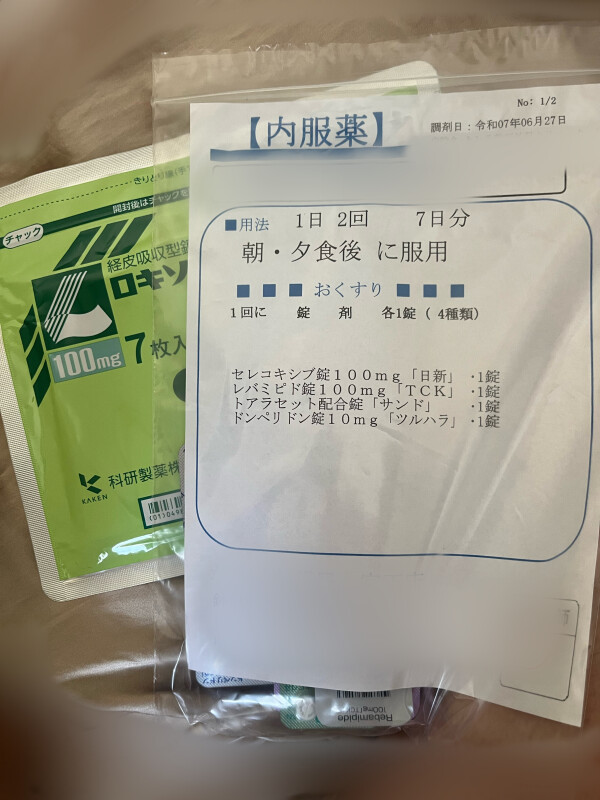 No: 1/2
【内服薬】
調剤日：令和07年06月27日
■用法 1日 2回 7日分
朝・夕食後 に服用
■ ■ ■ おくすり ■ ■ ■
1回に 錠 剤 各1錠 ( 4種類)
セレコキシブ錠100mg「日新」 ・1錠
レバミピド錠100mg「TCK」 ・1錠
トアラセット配合錠「サンド」 ・1錠
ドンペリドン錠10mg「ツルハラ」 ・1錠
開封後はチャックを
チャック
経皮吸収型鎮
ロキソ
100mg 7枚入
科研製薬株
KAKEN
Rebamipide